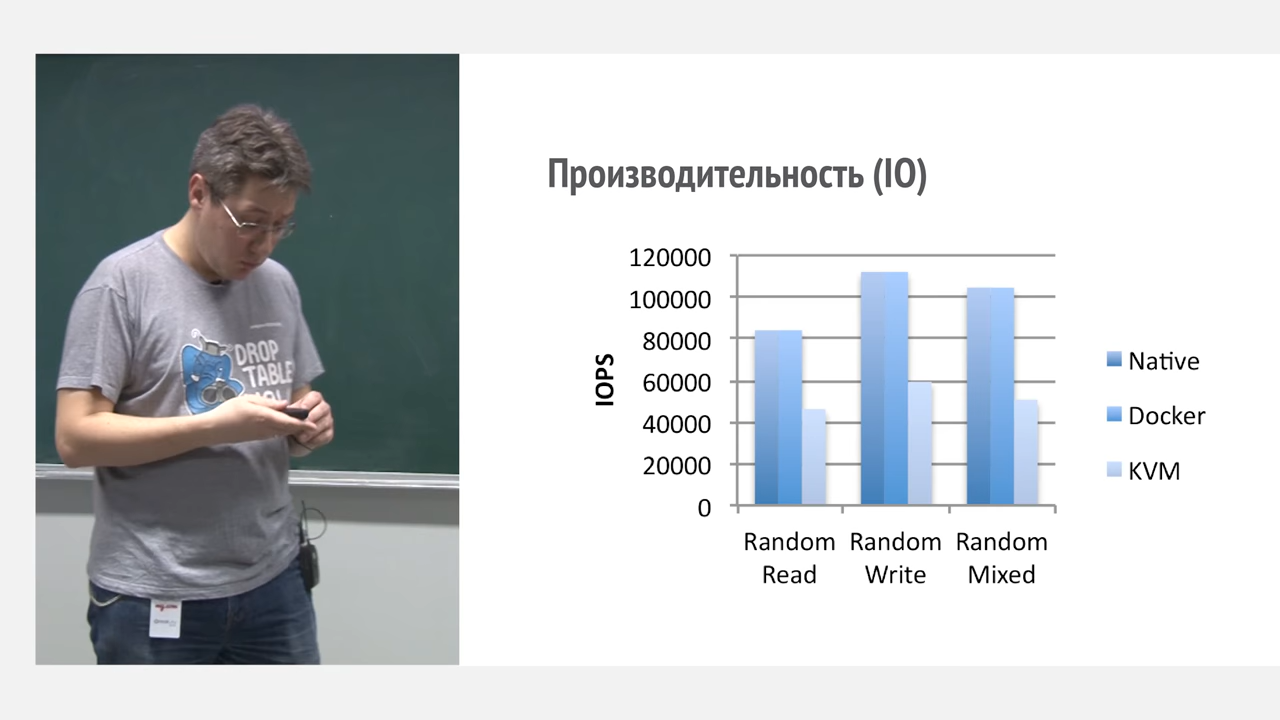 Производительность (IO)
120000
100000
80000
60000
40000
20000
0
IOPS
Random Read
Random Write
Random Mixed
Native
Docker
KVM
DROP
TABLE